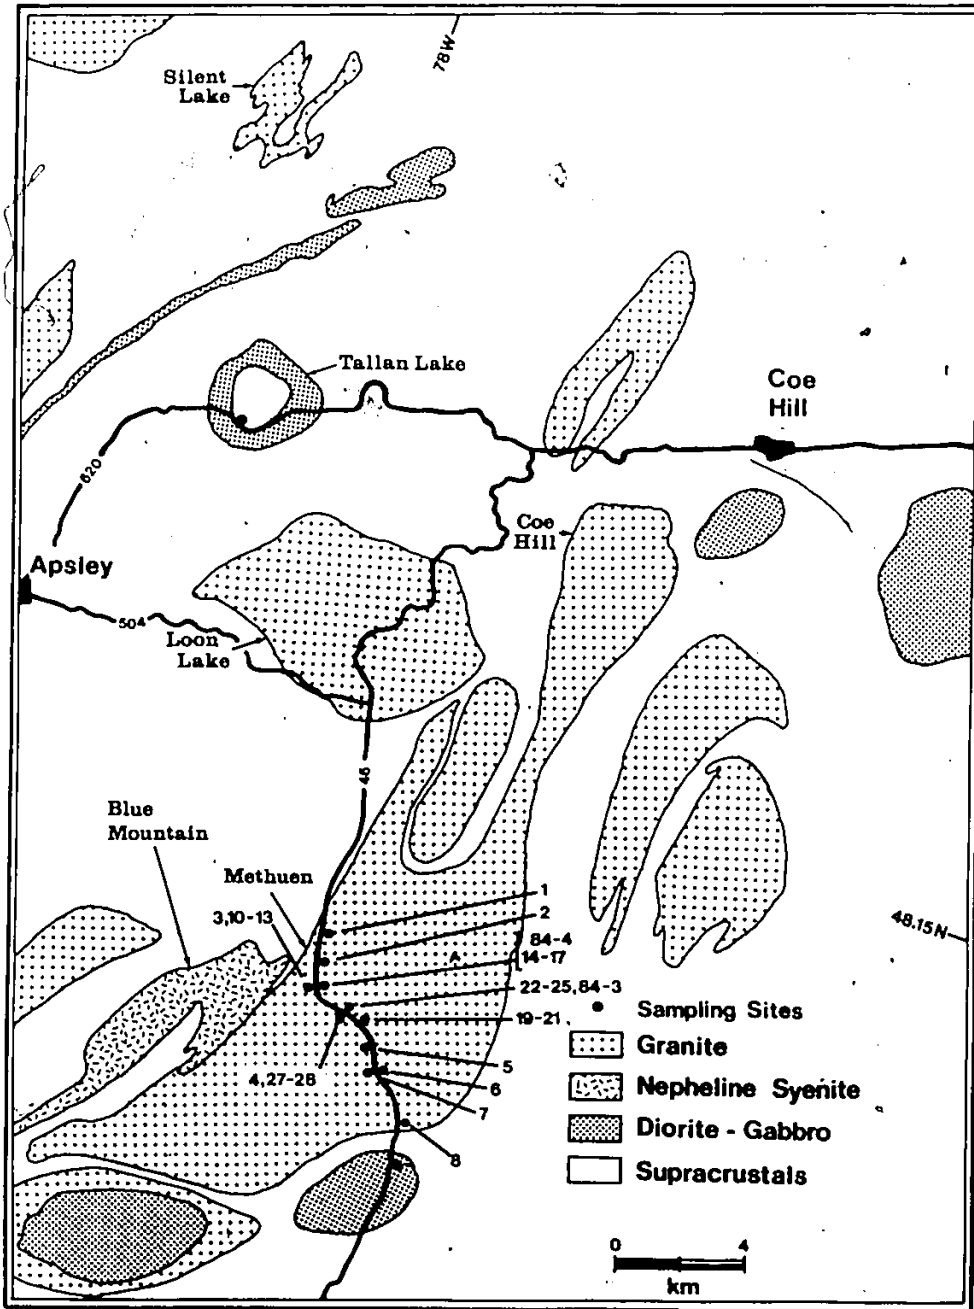 78W
Silent
Lake
Tallan Lake
Coe
Hill
620
Coe
Hill
Apsley
504
Loon
Lake
46
Blue
Mountain
Methuen
3,10-13
1
2
84-4
14-17
A
22-25,84-3
19-21
5
6
7
8
4,27-28
48.15N
Sampling Sites
Granite
Nepheline Syenite
Diorite - Gabbro
Supracrustals
0 4
km